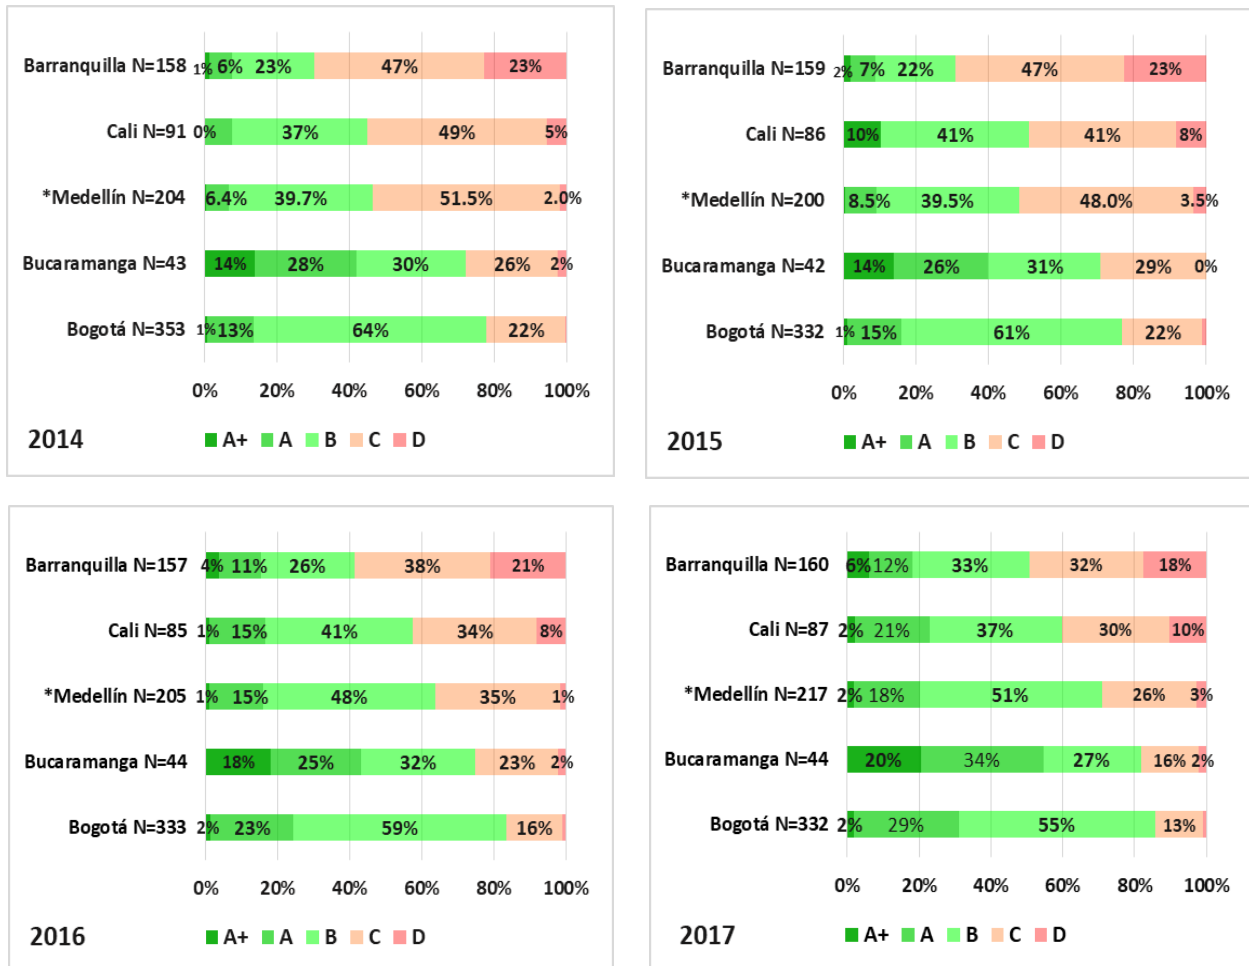 Barranquilla N=158 1% 6% 23% 47% 23%
Cali N=91 0% 37% 49% 5%
*Medellín N=204 6.4% 39.7% 51.5% 2.0%
Bucaramanga N=43 14% 28% 30% 26% 2%
Bogotá N=353 1% 13% 64% 22%
0% 20% 40% 60% 80% 100%
2014 A+ A B C D
Barranquilla N=159 2% 7% 22% 47% 23%
Cali N=86 10% 41% 41% 8%
*Medellín N=200 8.5% 39.5% 48.0% 3.5%
Bucaramanga N=42 14% 26% 31% 29% 0%
Bogotá N=332 1% 15% 61% 22%
0% 20% 40% 60% 80% 100%
2015 A+ A B C D
Barranquilla N=157 4% 11% 26% 38% 21%
Cali N=85 1% 15% 41% 34% 8%
*Medellín N=205 1% 15% 48% 35% 1%
Bucaramanga N=44 18% 25% 32% 23% 2%
Bogotá N=333 2% 23% 59% 16%
0% 20% 40% 60% 80% 100%
2016 A+ A B C D
Barranquilla N=160 6% 12% 33% 32% 18%
Cali N=87 2% 21% 37% 30% 10%
*Medellín N=217 2% 18% 51% 26% 3%
Bucaramanga N=44 20% 34% 27% 16% 2%
Bogotá N=332 2% 29% 55% 13%
0% 20% 40% 60% 80% 100%
2017 A+ A B C D